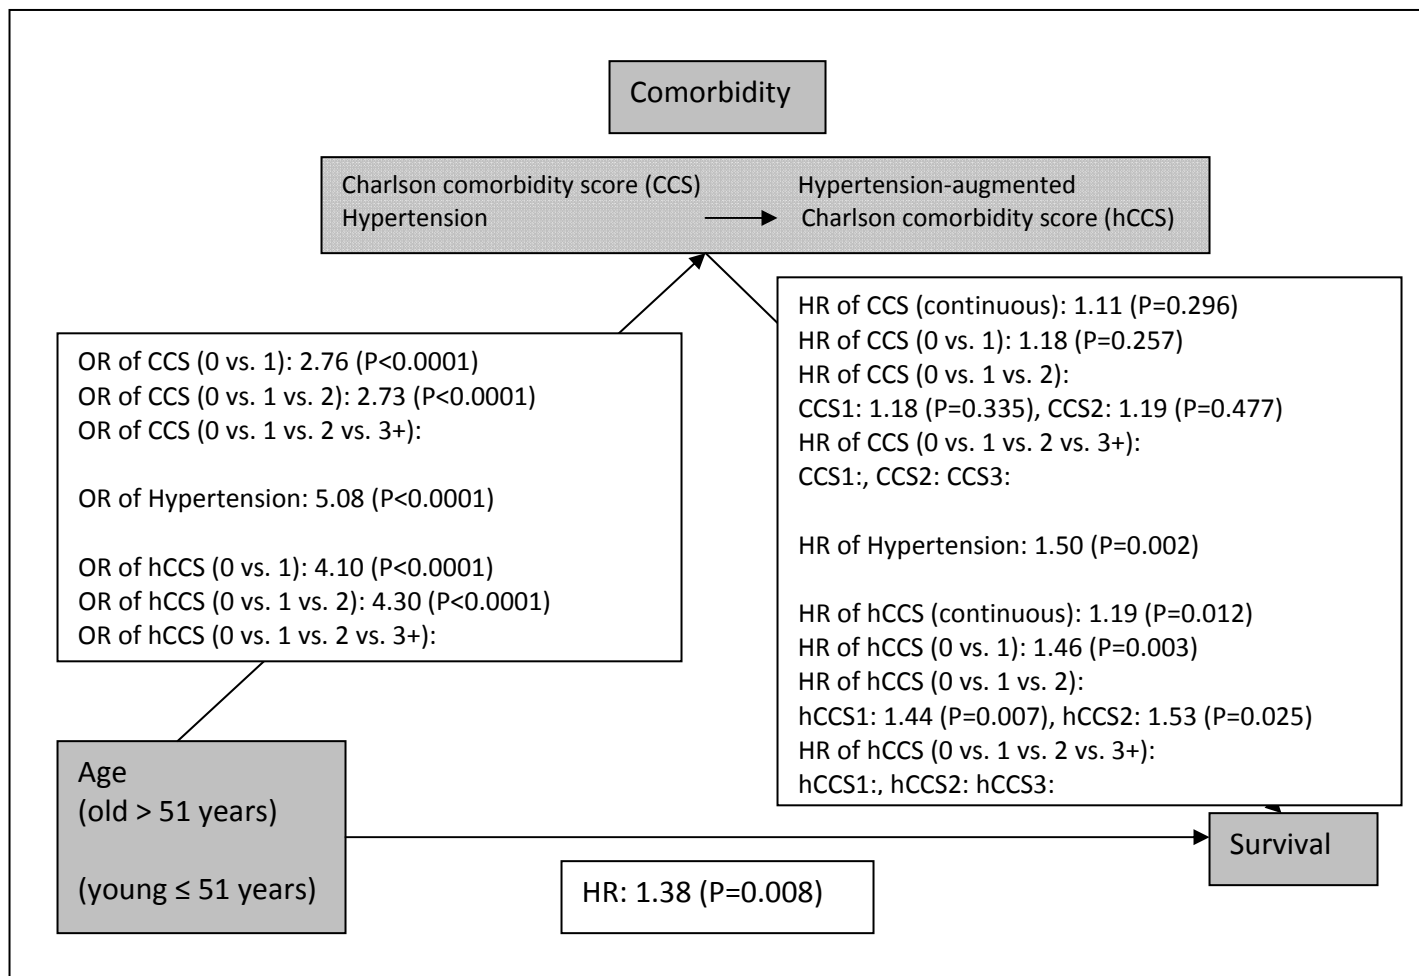 Comorbidity
Charlson comorbidity score (CCS) Hypertension-augmented
Hypertension Charlson comorbidity score (hCCS)
OR of CCS (0 vs. 1): 2.76 (P<0.0001)
OR of CCS (0 vs. 1 vs. 2): 2.73 (P<0.0001)
OR of CCS (0 vs. 1 vs. 2 vs. 3+):
OR of Hypertension: 5.08 (P<0.0001)
OR of hCCS (0 vs. 1): 4.10 (P<0.0001)
OR of hCCS (0 vs. 1 vs. 2): 4.30 (P<0.0001)
OR of hCCS (0 vs. 1 vs. 2 vs. 3+):
HR of CCS (continuous): 1.11 (P=0.296)
HR of CCS (0 vs. 1): 1.18 (P=0.257)
HR of CCS (0 vs. 1 vs. 2):
CCS1: 1.18 (P=0.335), CCS2: 1.19 (P=0.477)
HR of CCS (0 vs. 1 vs. 2 vs. 3+):
CCS1:, CCS2: CCS3:
HR of Hypertension: 1.50 (P=0.002)
HR of hCCS (continuous): 1.19 (P=0.012)
HR of hCCS (0 vs. 1): 1.46 (P=0.003)
HR of hCCS (0 vs. 1 vs. 2):
hCCS1: 1.44 (P=0.007), hCCS2: 1.53 (P=0.025)
HR of hCCS (0 vs. 1 vs. 2 vs. 3+):
hCCS1:, hCCS2: hCCS3:
Age
(old > 51 years)
(young ≤ 51 years)
HR: 1.38 (P=0.008)
Survival